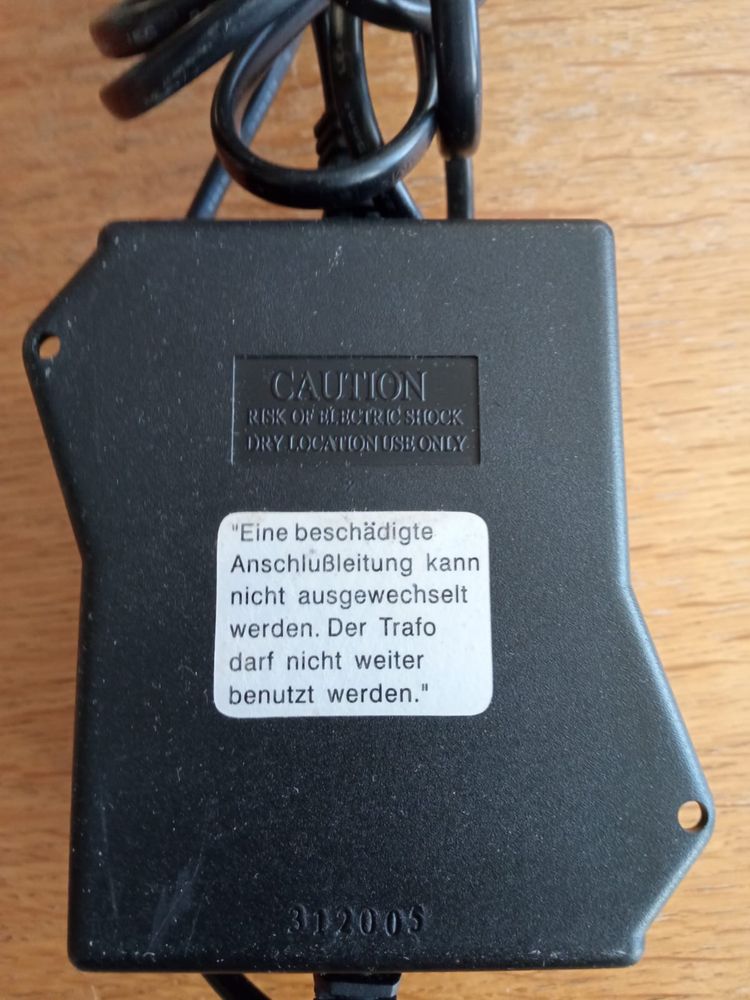 CAUTION
RISK OF ELECTRIC SHOCK
DRY LOCATION USE ONLY
"Eine beschädigte
Anschlußleitung kann
nicht ausgewechselt
werden. Der Trafo
darf nicht weiter
benutzt werden."
312005